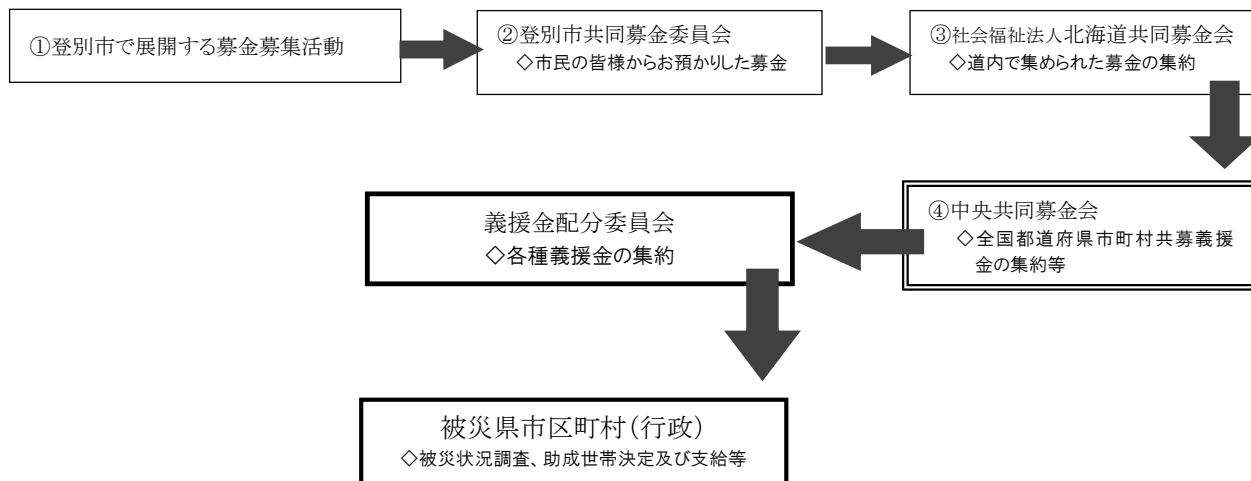 ①登別市で展開する募金募集活動
②登別市共同募金委員会
◇市民の皆様からお預かりした募金
③社会福祉法人北海道共同募金会
◇道内で集められた募金の集約
④中央共同募金会
◇全国都道府県市町村共募義援
金の集約等
義援金配分委員会
◇各種義援金の集約
被災県市区町村(行政)
◇被災状況調査、助成世帯決定及び支給等